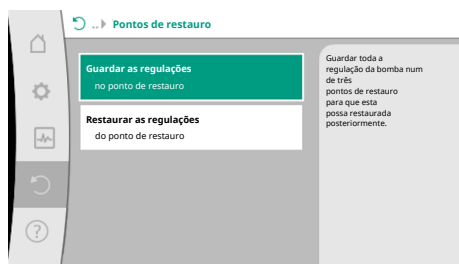 ..▶ Pontos de restauro
Guardar as regulações
no ponto de restauro
Restaurar as regulações
do ponto de restauro
Guardar toda a
regulação da bomba num
de três
pontos de restauro
para que esta
possa restaurada
posteriormente.
?